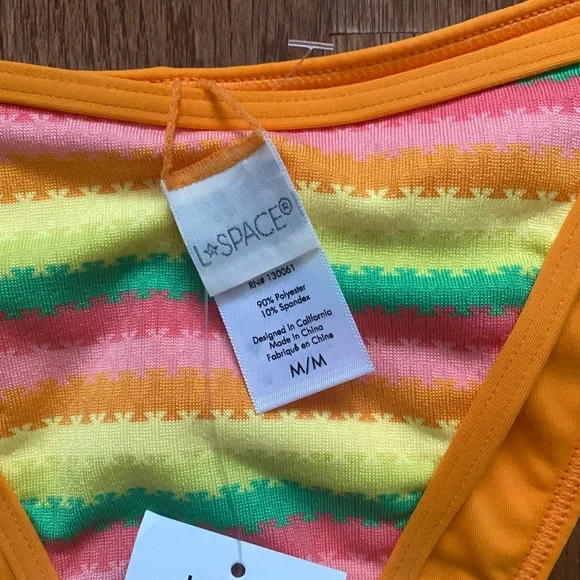 L*SPACE®
RN# 130061
90% Polyester
10% Spandex
Designed in California
Made in China
Fabriqué en Chine
M/M